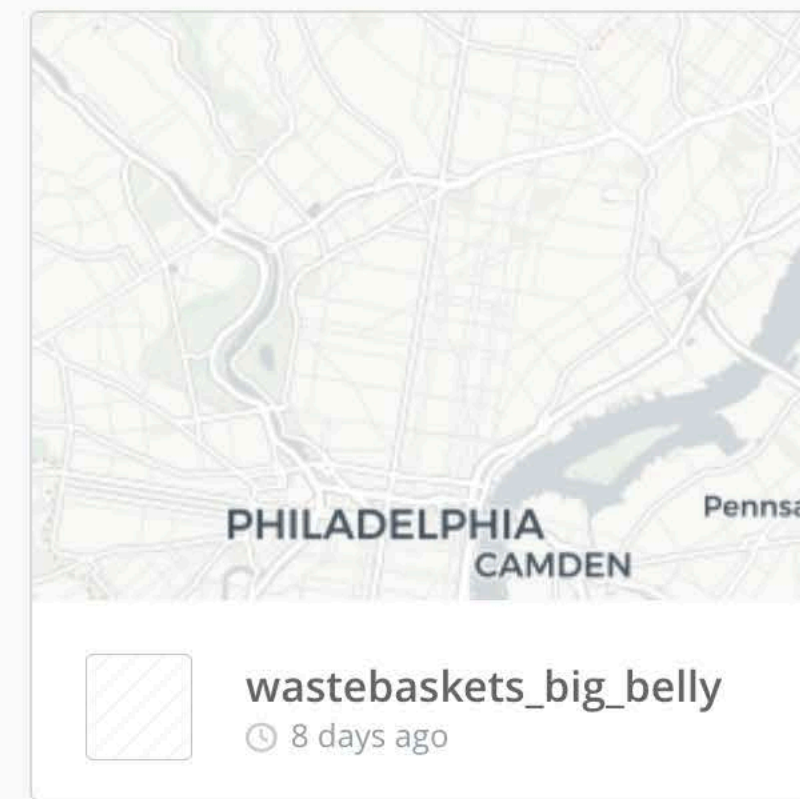 PHILADELPHIA
CAMDEN
Pennsa
wastebaskets_big_belly
8 days ago